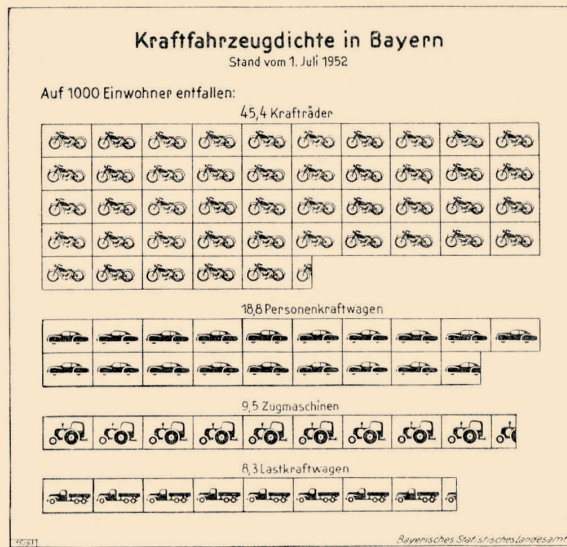 Kraftfahrzeugdichte in Bayern
Stand vom 1. Juli 1952
Auf 1000 Einwohner entfallen:
45,4 Krafträder
18,8 Personenkraftwagen
9,5 Zugmaschinen
8,3 Lastkraftwagen
Bayerisches Statistisches Landesamt